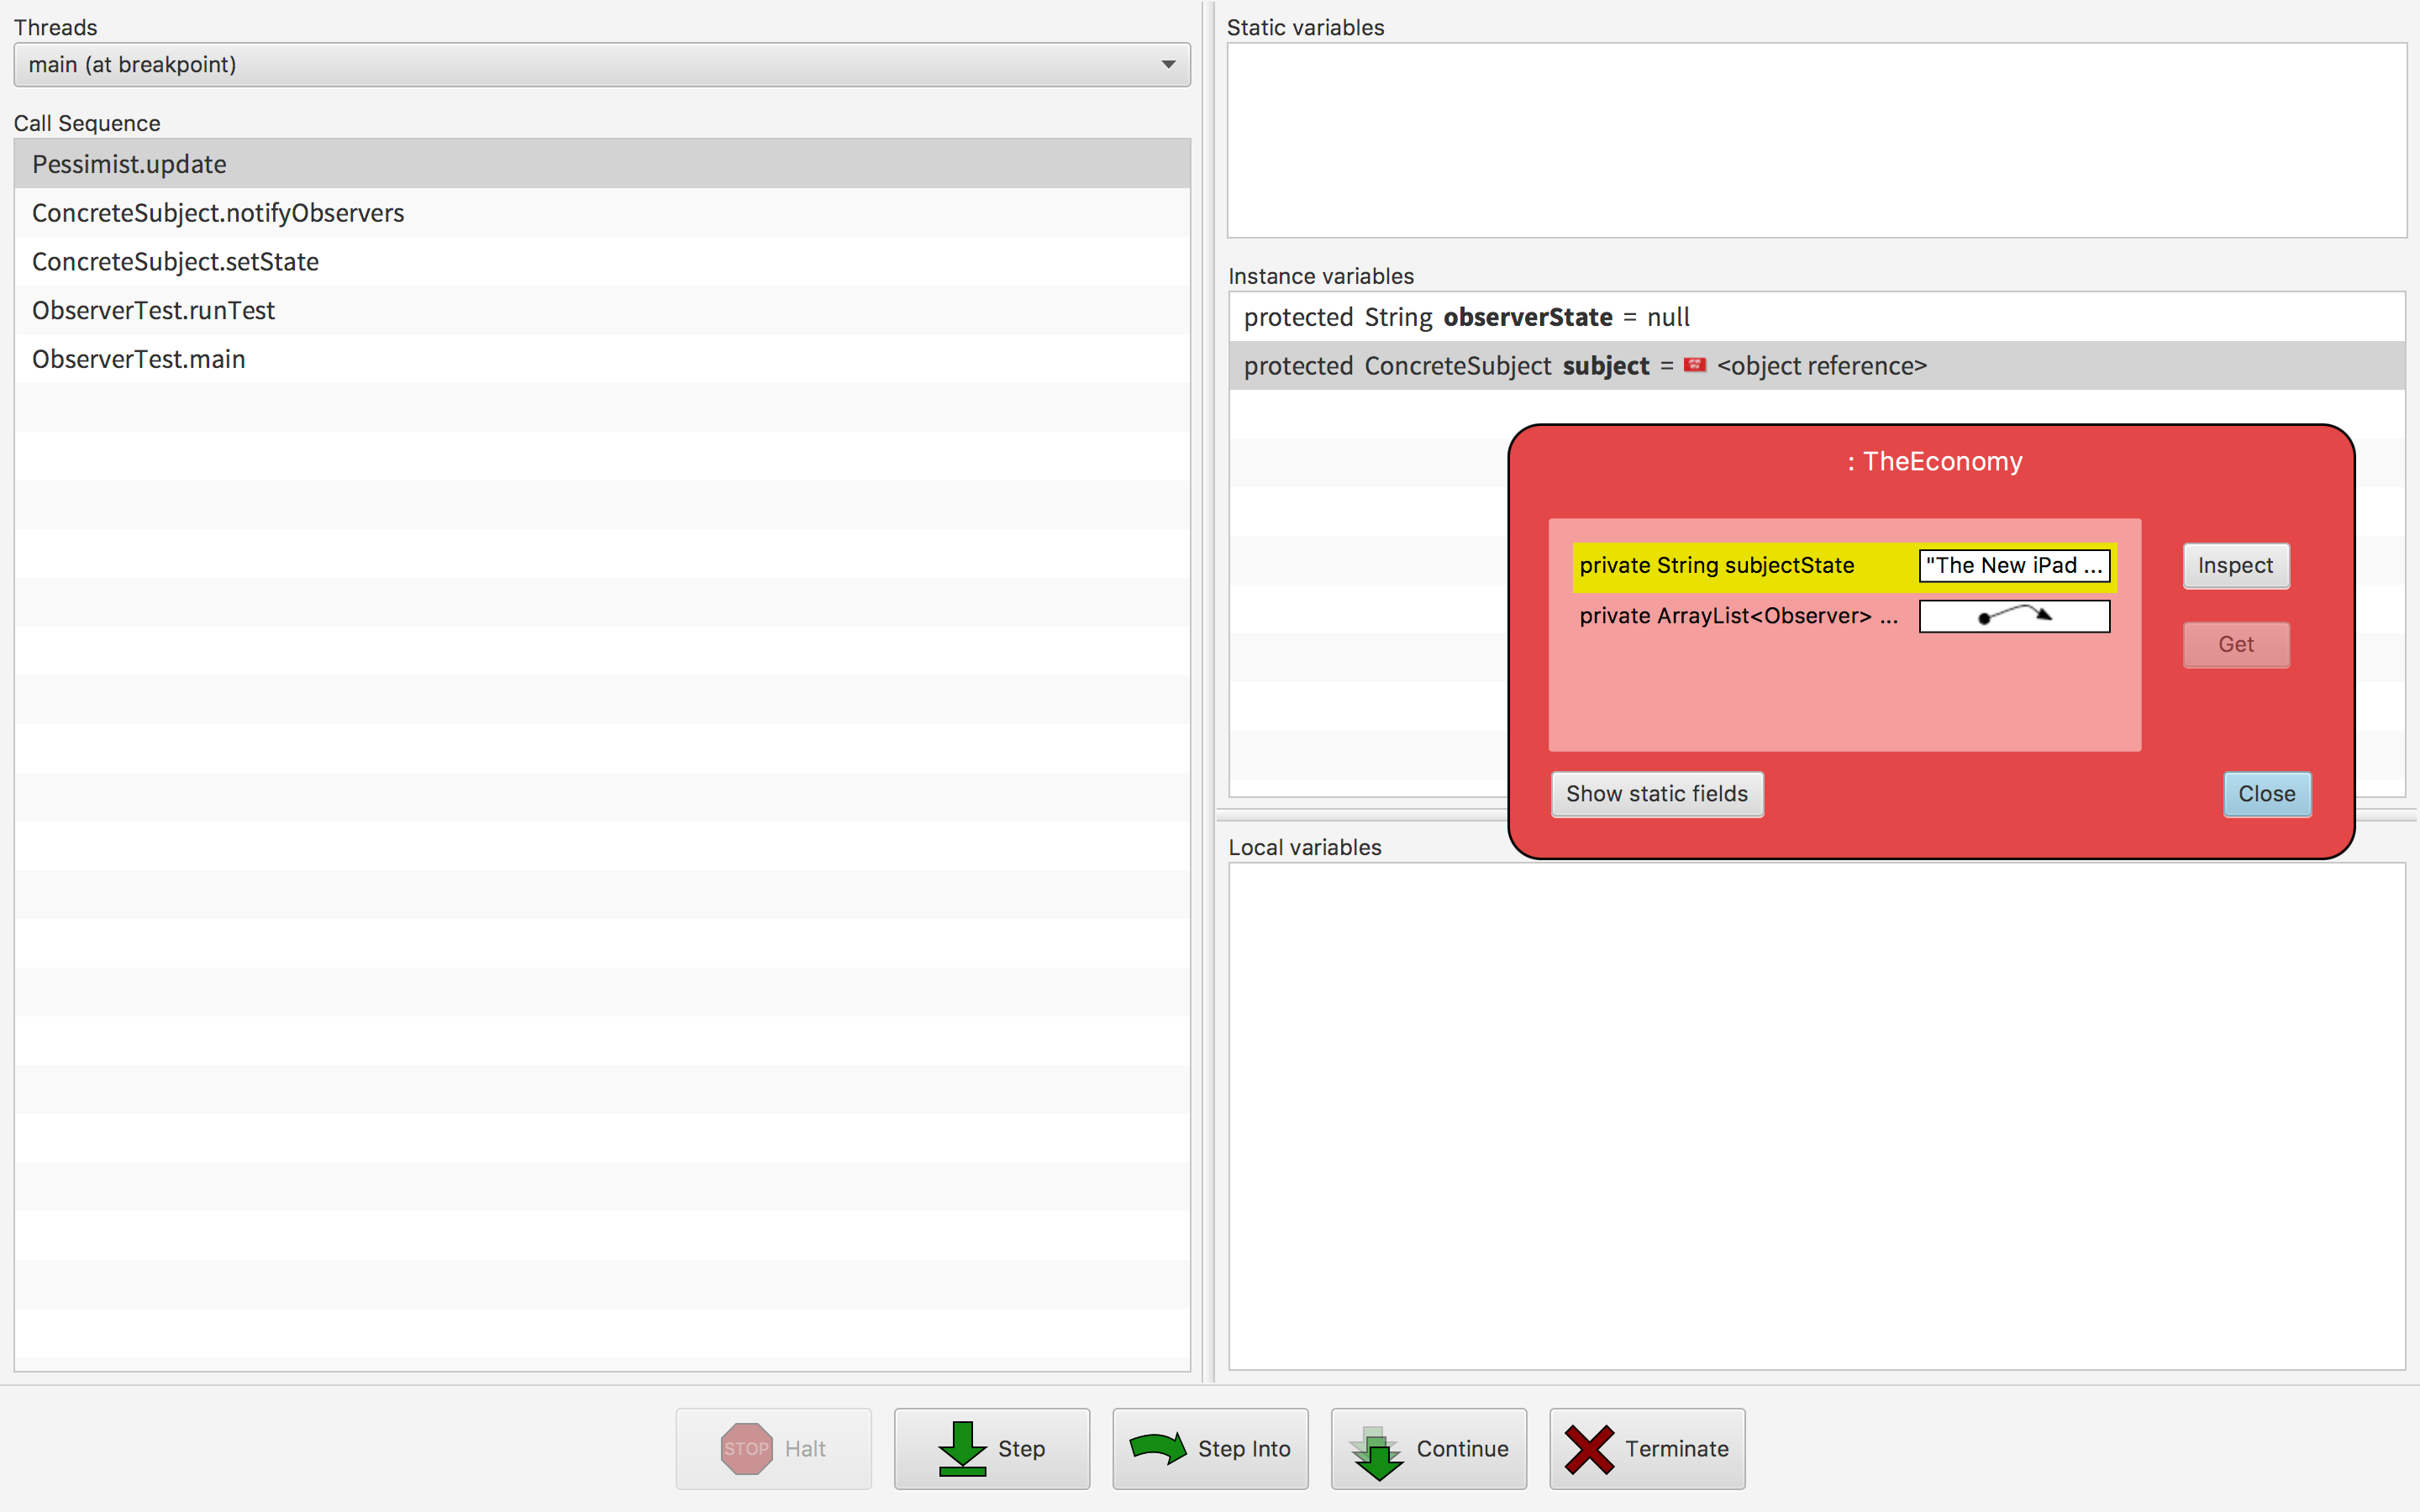 Threads
main (at breakpoint)
Call Sequence
Pessimist.update
ConcreteSubject.notifyObservers
ConcreteSubject.setState
ObserverTest.runTest
ObserverTest.main
Static variables
Instance variables
protected String observerState = null
protected ConcreteSubject subject = <object reference>
: TheEconomy
private String subjectState "The New iPad ...
Inspect
private ArrayList<Observer> ...
Get
Show static fields
Close
Local variables
STOP Halt
Step
Step Into
Continue
Terminate